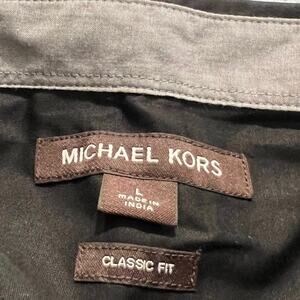 MICHAEL KORS
L
MADE IN
INDIA
CLASSIC FIT